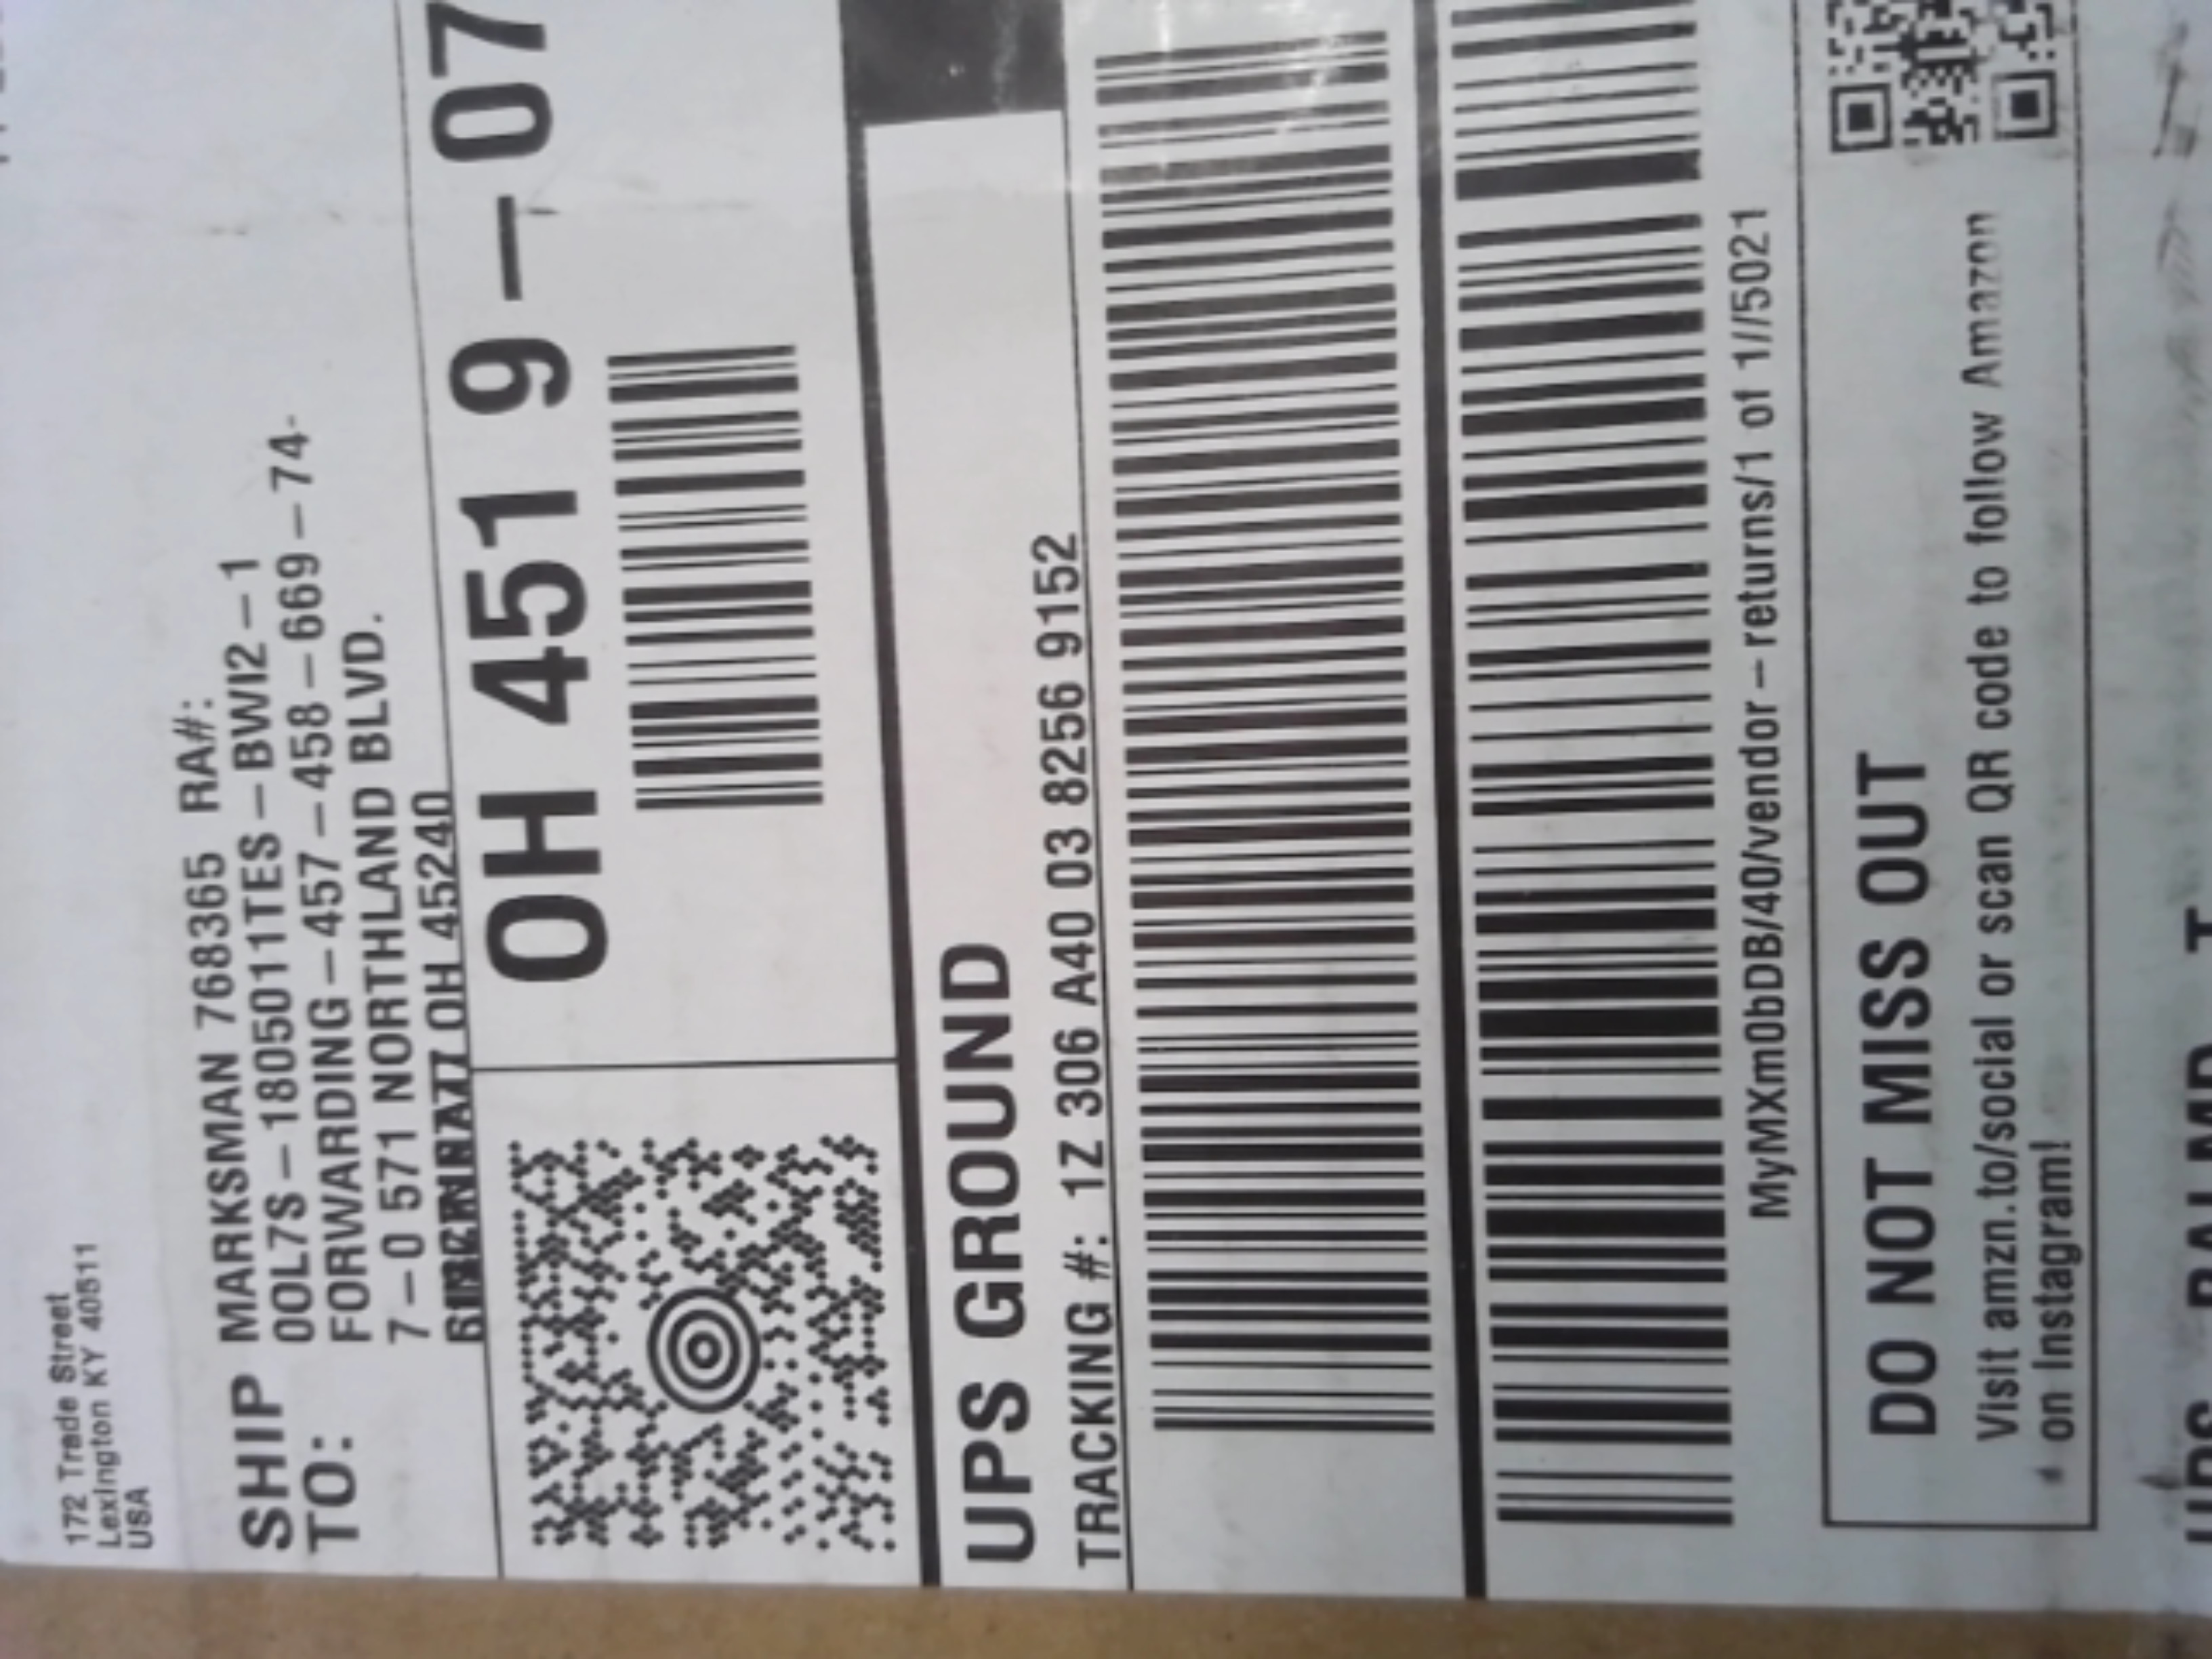 172 Trade Street
Lexington KY 40511
USA
SHIP TO:
MARKSMAN 768365 RA#:
00L7S-1805011TES-BWI2-1
FORWARDING-457-458-669-74-
7-0 571 NORTHLAND BLVD.
OH 45240
OH 451 9-07
UPS GROUND
TRACKING #: 1Z 306 A40 03 8256 9152
MyMXm0bDB/40/vendor-returns/1 of 1//5021
DO NOT MISS OUT
Visit amzn.to/social or scan QR code to follow Amazon
on Instagram!